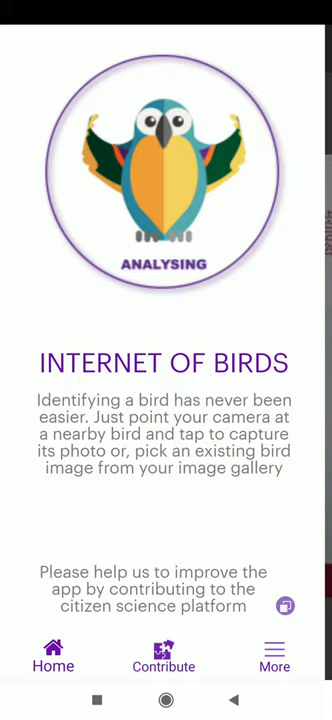 ANALYSING
INTERNET OF BIRDS
Identifying a bird has never been
easier. Just point your camera at
a nearby bird and tap to capture
its photo or, pick an existing bird
image from your image gallery
Please help us to improve the
app by contributing to the
citizen science platform
Home
Contribute
More